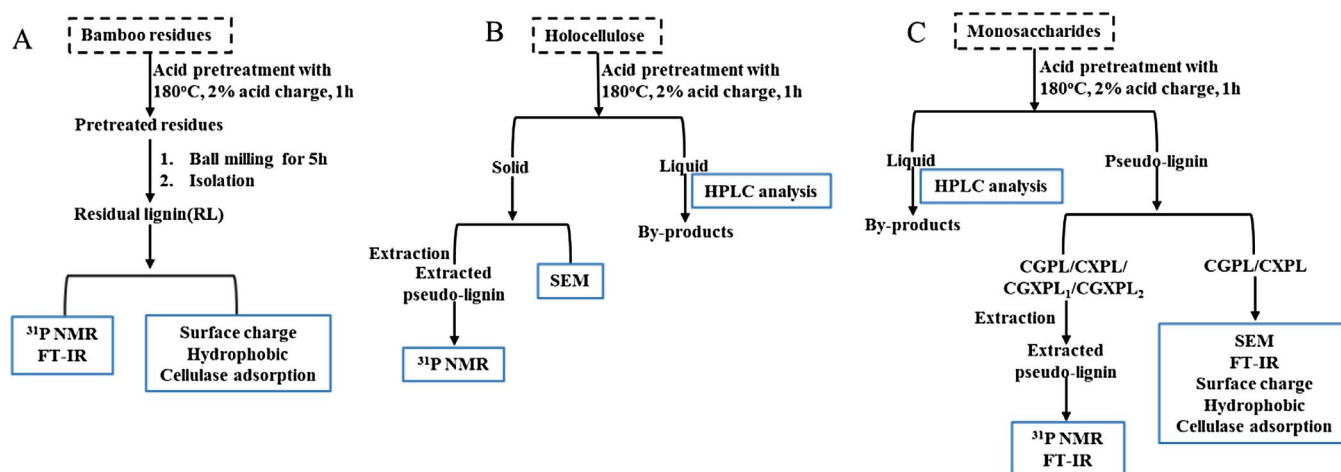 A
Bamboo residues
Acid pretreatment with
180°C, 2% acid charge, 1h
Pretreated residues
1. Ball milling for 5h
2. Isolation
Residual lignin(RL)
³¹P NMR
FT-IR
Surface charge
Hydrophobic
Cellulase adsorption
B
Holocellulose
Acid pretreatment with
180°C, 2% acid charge, 1h
Solid
Liquid
HPLC analysis
By-products
Extraction
Extracted
pseudo-lignin
SEM
³¹P NMR
C
Monosaccharides
Acid pretreatment with
180°C, 2% acid charge, 1h
Liquid
HPLC analysis
By-products
Pseudo-lignin
CGPL/CXPL/
CGXPL₁/CGXPL₂
Extraction
Extracted
pseudo-lignin
³¹P NMR
FT-IR
CGPL/CXPL
SEM
FT-IR
Surface charge
Hydrophobic
Cellulase adsorption